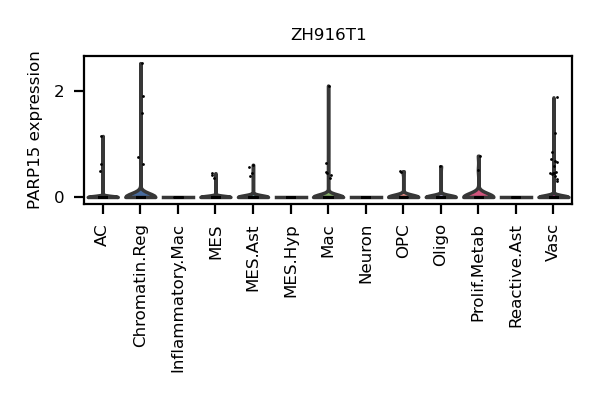 ZH916T1
PARP15 expression
2
0
AC
Chromatin.Reg
Inflammatory.Mac
MES
MES.Ast
MES.Hyp
Mac
Neuron
OPC
Oligo
Prolif.Metab
Reactive.Ast
Vasc